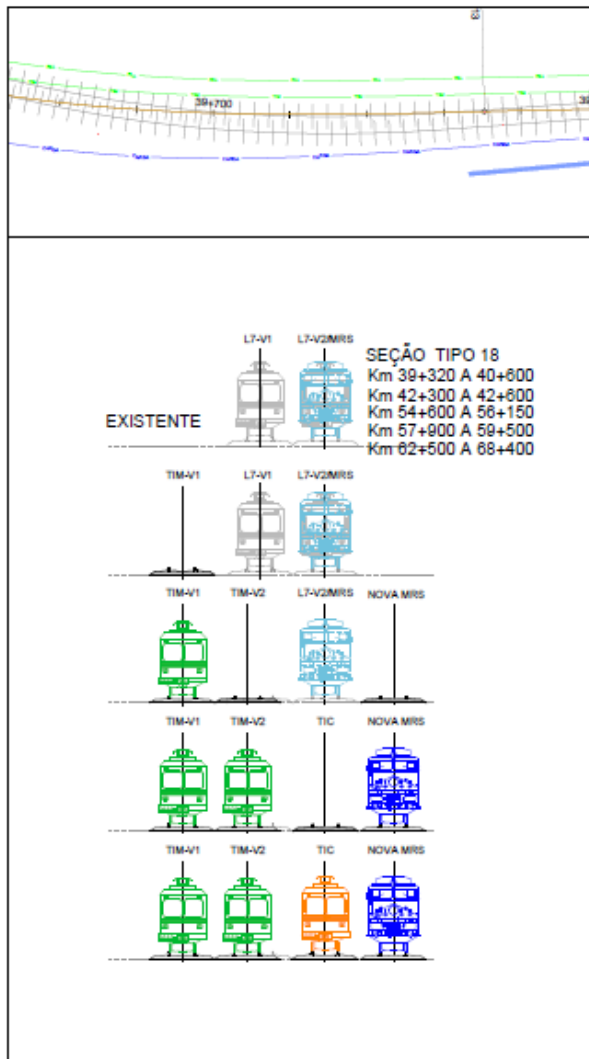 39+700
39
L7-V1 L7-V2/MRS
SEÇÃO TIPO 18
Km 39+320 A 40+600
Km 42+300 A 42+600
EXISTENTE
Km 54+600 A 56+150
Km 57+900 A 59+500
Km 62+500 A 68+400
TIM-V1 L7-V1 L7-V2/MRS
TIM-V1 TIM-V2 L7-V2/MRS NOVA MRS
TIM-V1 TIM-V2 TIC NOVA MRS
TIM-V1 TIM-V2 TIC NOVA MRS